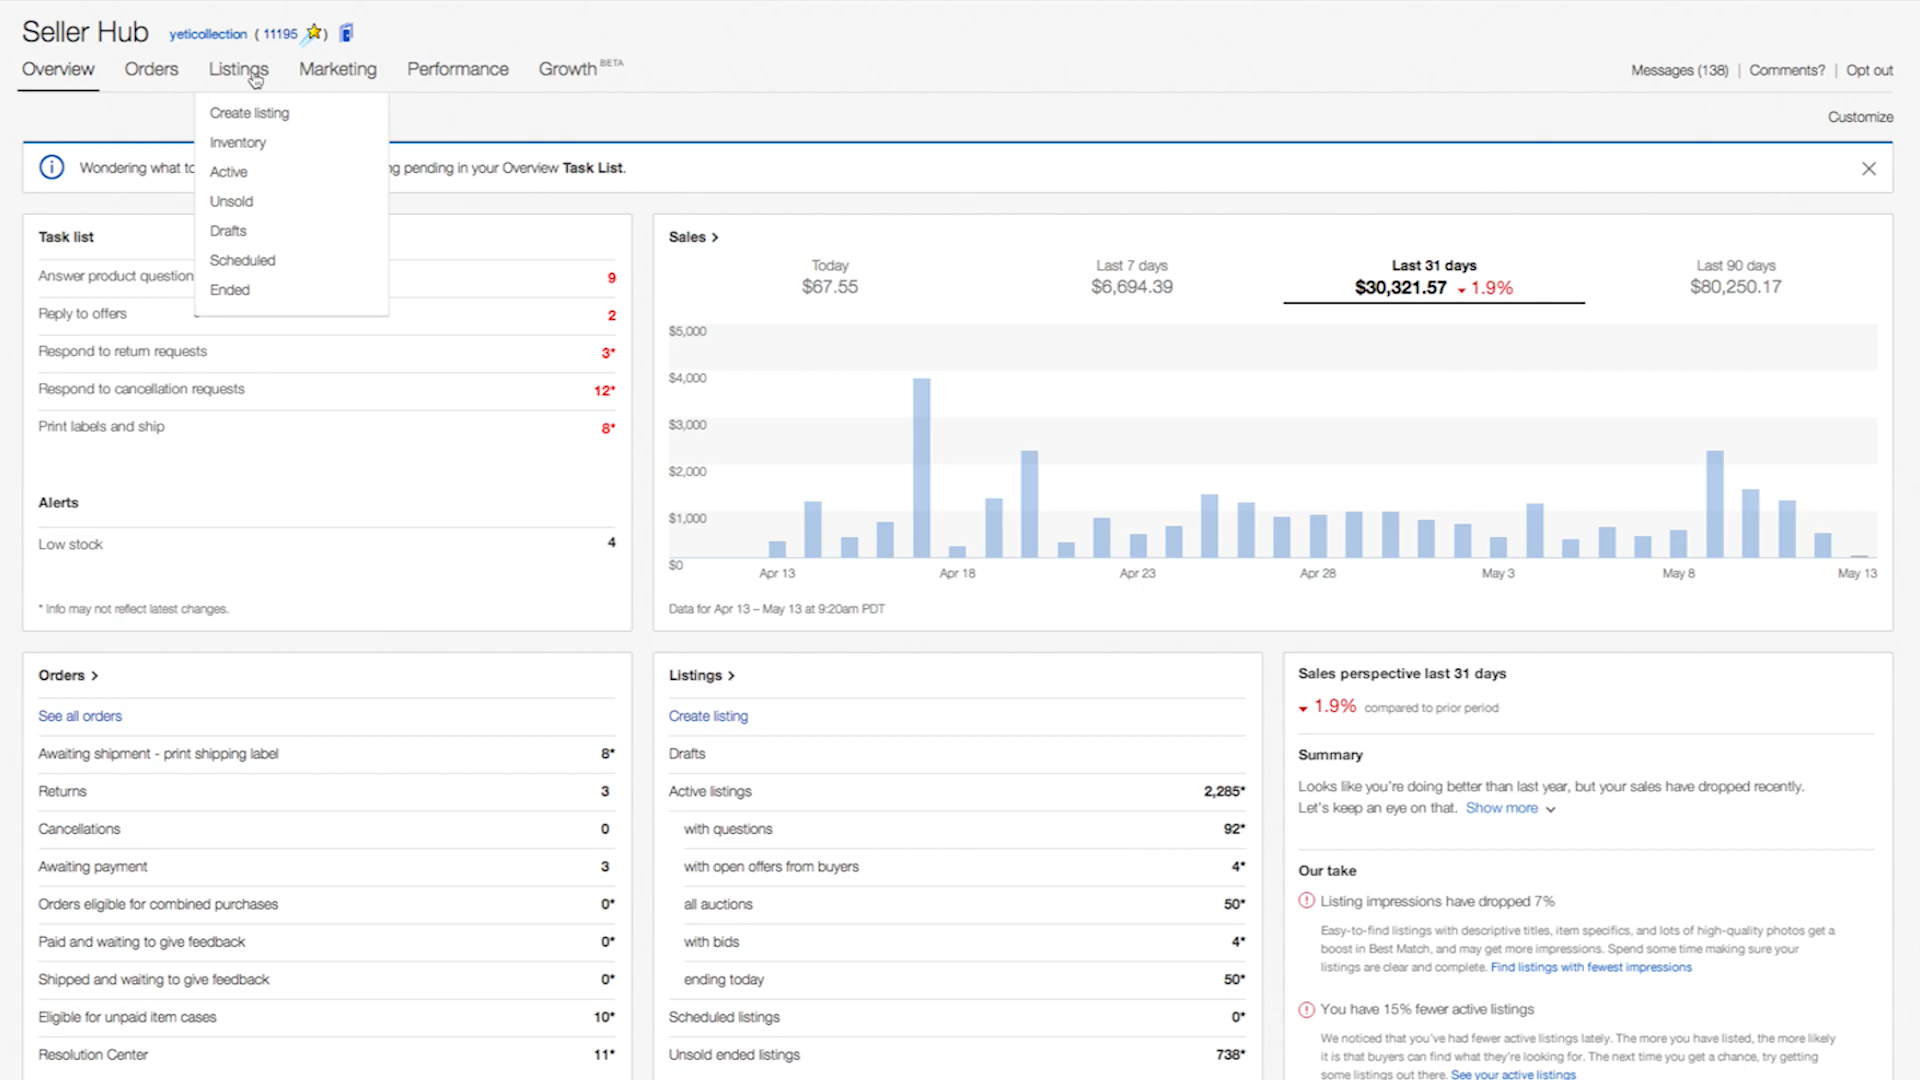 Seller Hub yeticollection ( 11195 )
Overview Orders Listings Marketing Performance Growth BETA
Messages (138) | Comments? | Opt out
Create listing
Inventory
Active
Unsold
Drafts
Scheduled
Ended
Customize
Wondering what to g pending in your Overview Task List.
Task list
Answer product question 9
Reply to offers 2
Respond to return requests 3*
Respond to cancellation requests 12*
Print labels and ship 8*
Alerts
Low stock 4
* Info may not reflect latest changes.
Sales >
Today Last 7 days Last 31 days Last 90 days
$67.55 $6,694.39 $30,321.57 1.9% $80,250.17
$5,000
$4,000
$3,000
$2,000
$1,000
$0
Apr 13 Apr 18 Apr 23 Apr 28 May 3 May 8 May 13
Data for Apr 13 – May 13 at 9:20am PDT
Orders >
See all orders
Awaiting shipment - print shipping label 8*
Returns 3
Cancellations 0
Awaiting payment 3
Orders eligible for combined purchases 0*
Paid and waiting to give feedback 0*
Shipped and waiting to give feedback 0*
Eligible for unpaid item cases 10*
Resolution Center 11*
Listings >
Create listing
Drafts
Active listings 2,285*
with questions 92*
with open offers from buyers 4*
all auctions 50*
with bids 4*
ending today 50*
Scheduled listings 0*
Unsold ended listings 738*
Sales perspective last 31 days
1.9% compared to prior period
Summary
Looks like you're doing better than last year, but your sales have dropped recently.
Let's keep an eye on that. Show more
Our take
Listing impressions have dropped 7%
Easy-to-find listings with descriptive titles, item specifics, and lots of high-quality photos get a
boost in Best Match, and may get more impressions. Spend some time making sure your
listings are clear and complete. Find listings with fewest impressions
You have 15% fewer active listings
We noticed that you've had fewer active listings lately. The more you have listed, the more likely
it is that buyers can find what they're looking for. The next time you get a chance, try getting
some listings out there. See your active listings